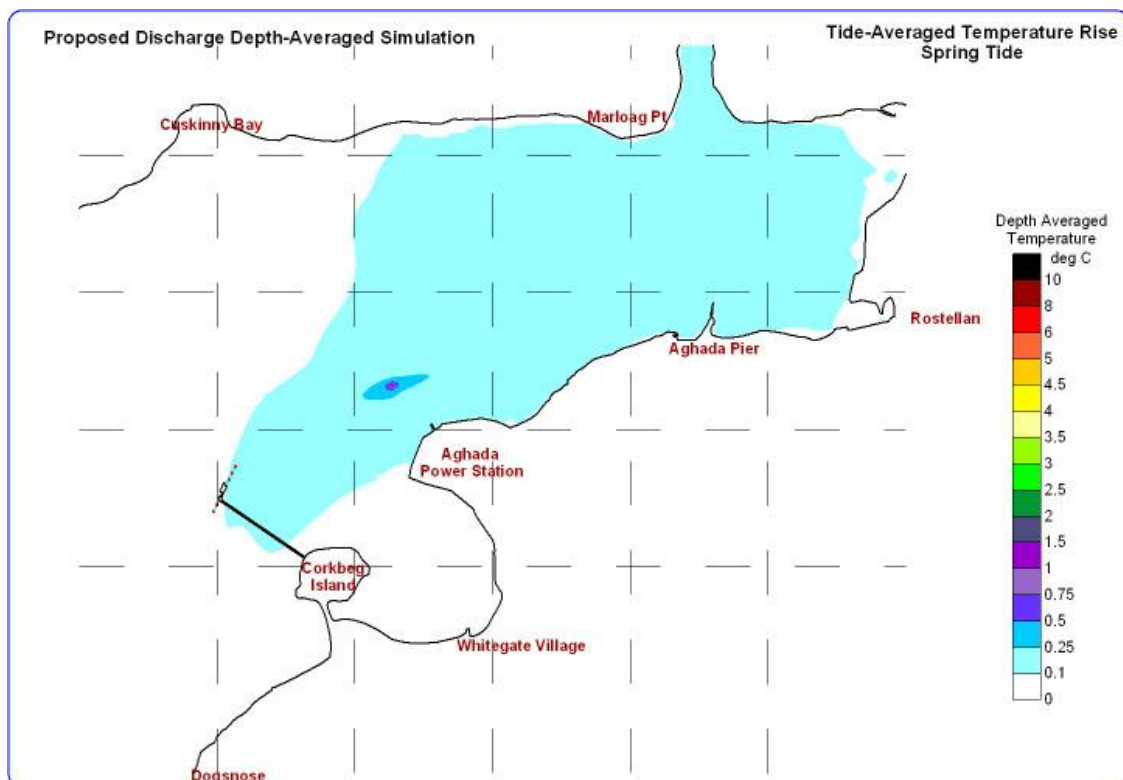 Proposed Discharge Depth-Averaged Simulation
Tide-Averaged Temperature Rise
Spring Tide
Cuskinny Bay
Marloag Pt
Rostellan
Aghada Pier
Aghada
Power Station
Corkbeg
Island
Whitegate Village
Dogsnose
Depth Averaged
Temperature
deg C
10
8
6
5
4.5
4
3.5
3
2.5
2
1.5
1
0.75
0.5
0.25
0.1
0